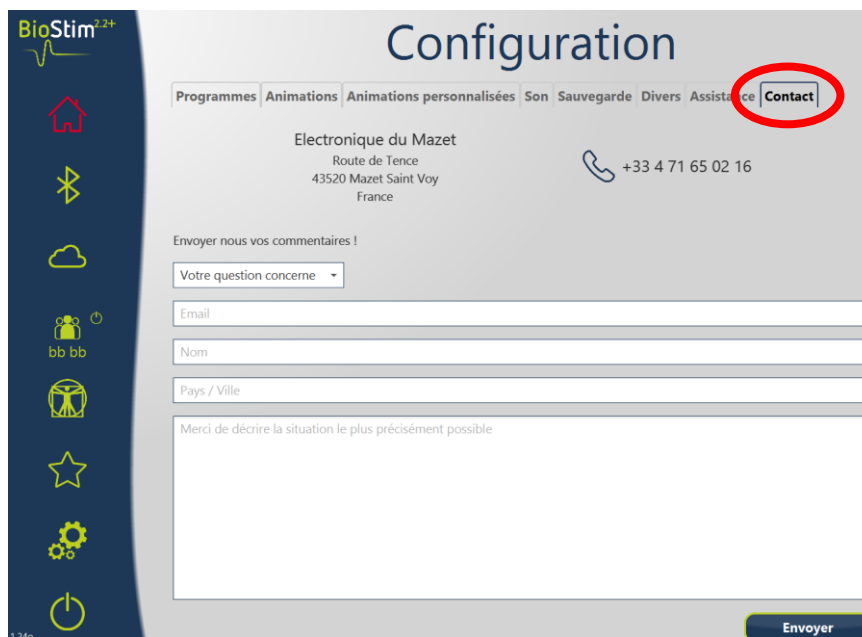 BioStim2.2+
Configuration
Programmes Animations Animations personnalisées Son Sauvegarde Divers Assistance Contact
Electronique du Mazet
Route de Tence
43520 Mazet Saint Voy
France
+33 4 71 65 02 16
Envoyer nous vos commentaires !
Votre question concerne
Email
Nom
Pays / Ville
Merci de décrire la situation le plus précisément possible
bb bb
Envoyer